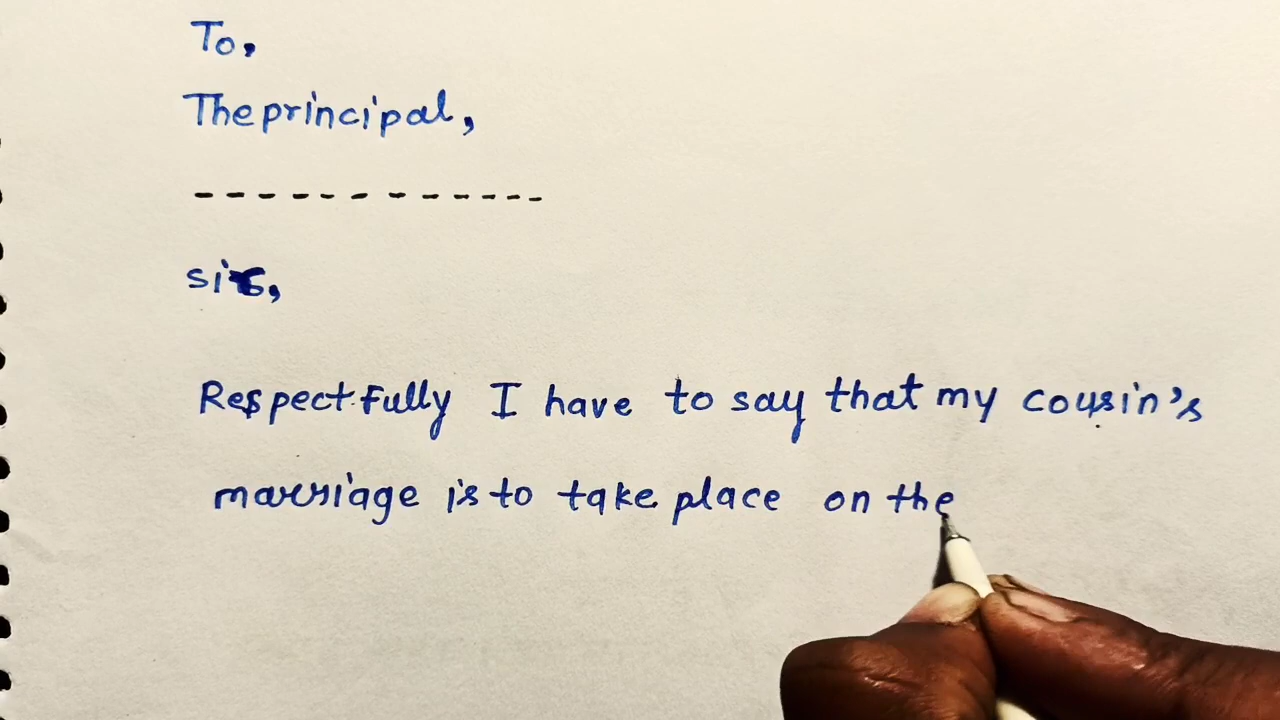 To,
The principal,
------------
sir,
Respectfully I have to say that my cousin's
marriage is to take place on the